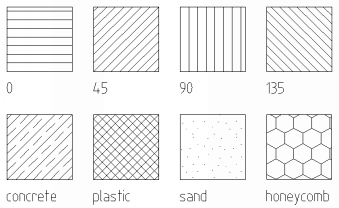 0 45 90 135
concrete plastic sand honeycomb